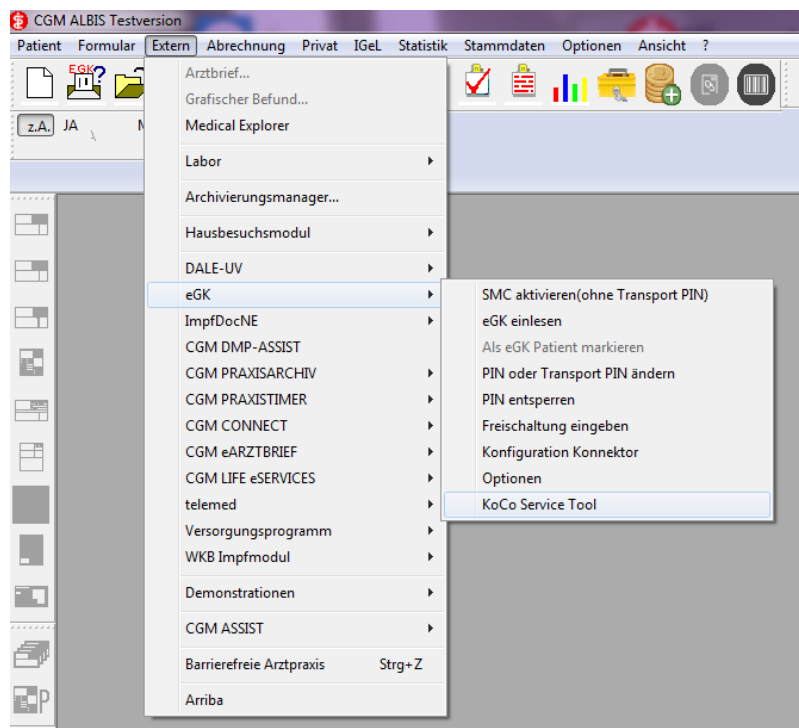 CGM ALBIS Testversion
Patient Formular Extern Abrechnung Privat IGeL Statistik Stammdaten Optionen Ansicht ?
EGK?
z.A. JA
Arztbrief...
Grafischer Befund...
Medical Explorer
Labor
Archivierungsmanager...
Hausbesuchsmodul
DALE-UV
eGK
ImpfDocNE
CGM DMP-ASSIST
CGM PRAXISARCHIV
CGM PRAXISTIMER
CGM CONNECT
CGM eARZTBRIEF
CGM LIFE eSERVICES
telemed
Versorgungsprogramm
WKB Impfmodul
Demonstrationen
CGM ASSIST
Barrierefreie Arztpraxis Strg+Z
Arriba
SMC aktivieren(ohne Transport PIN)
eGK einlesen
Als eGK Patient markieren
PIN oder Transport PIN ändern
PIN entsperren
Freischaltung eingeben
Konfiguration Konnektor
Optionen
KoCo Service Tool
P